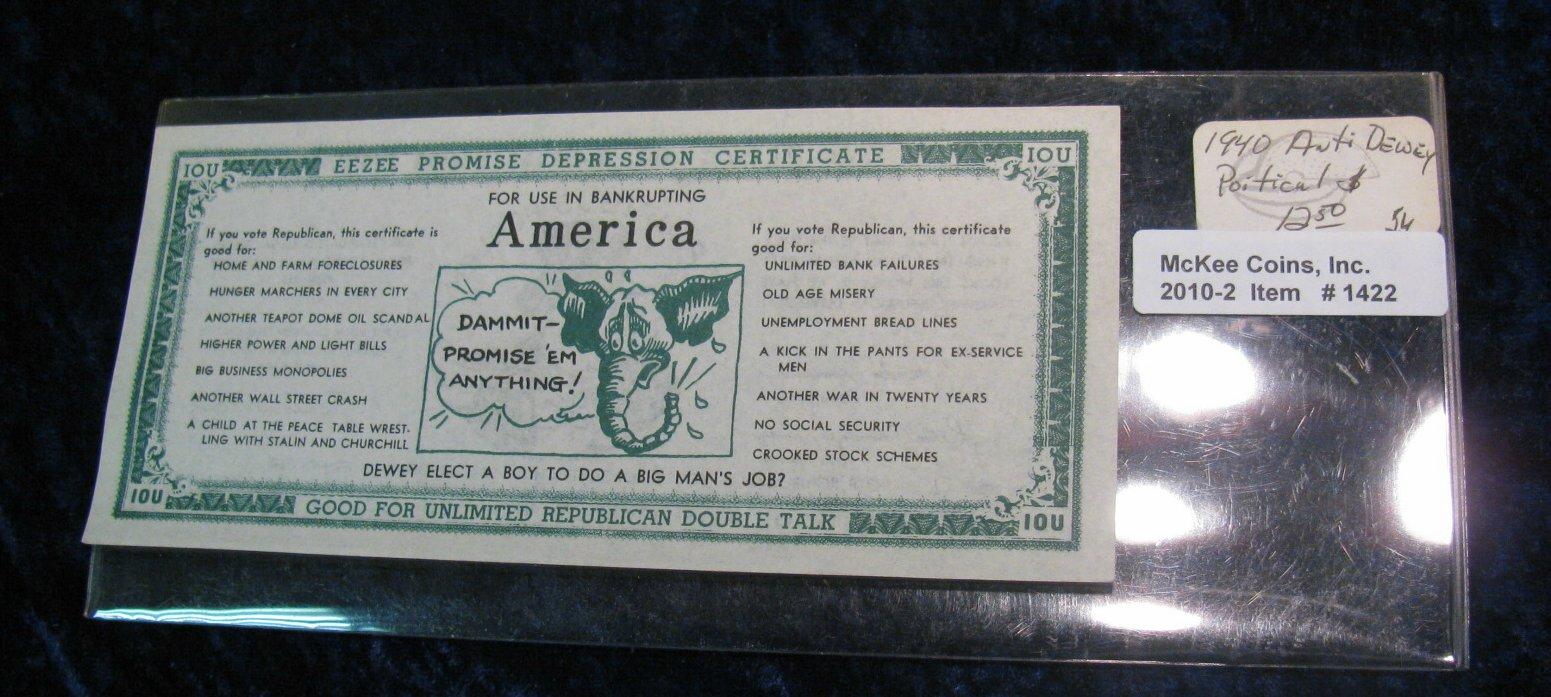 IOU EEZEE PROMISE DEPRESSION CERTIFICATE IOU
FOR USE IN BANKRUPTING
America
If you vote Republican, this certificate is
good for:
HOME AND FARM FORECLOSURES
HUNGER MARCHERS IN EVERY CITY
ANOTHER TEAPOT DOME OIL SCANDAL
HIGHER POWER AND LIGHT BILLS
BIG BUSINESS MONOPOLIES
ANOTHER WALL STREET CRASH
A CHILD AT THE PEACE TABLE WREST-
LING WITH STALIN AND CHURCHILL
DAMMIT-
PROMISE 'EM
ANYTHING!
If you vote Republican, this certificate
good for:
UNLIMITED BANK FAILURES
OLD AGE MISERY
UNEMPLOYMENT BREAD LINES
A KICK IN THE PANTS FOR EX-SERVICE
MEN
ANOTHER WAR IN TWENTY YEARS
NO SOCIAL SECURITY
CROOKED STOCK SCHEMES
DEWEY ELECT A BOY TO DO A BIG MAN'S JOB?
IOU GOOD FOR UNLIMITED REPUBLICAN DOUBLE TALK IOU
1940 Anti Dewey
Poitical $
12 50 54
McKee Coins, Inc.
2010-2 Item # 1422